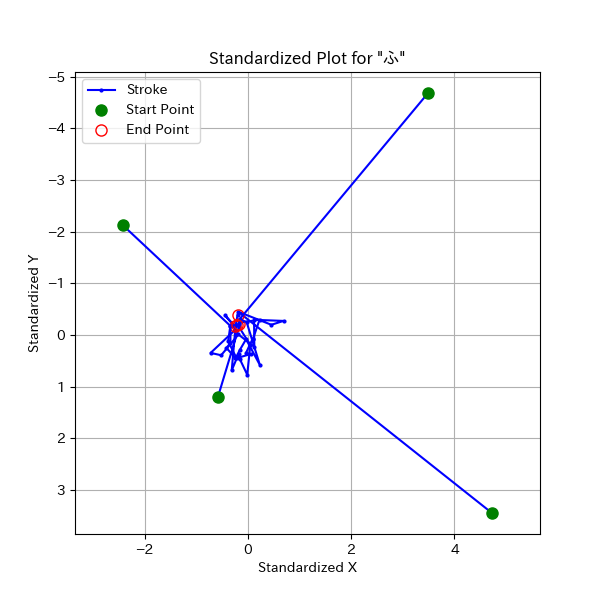 Standardized Plot for "ふ"
Stroke
Start Point
End Point
Standardized Y
−5
−4
−3
−2
−1
0
1
2
3
−2
0
2
4
Standardized X